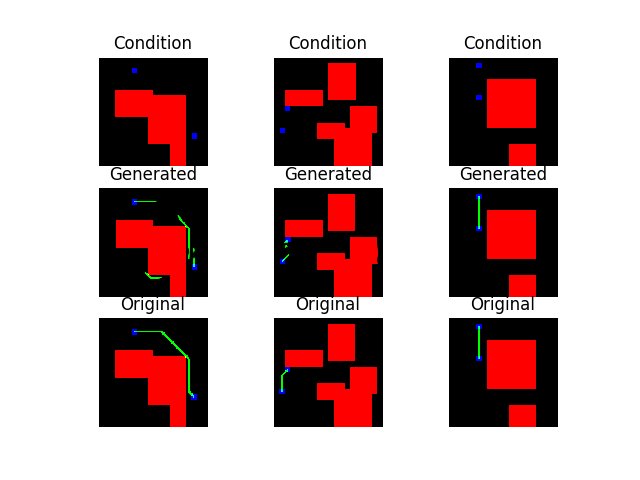 Condition Condition Condition
Generated Generated Generated
Original Original Original